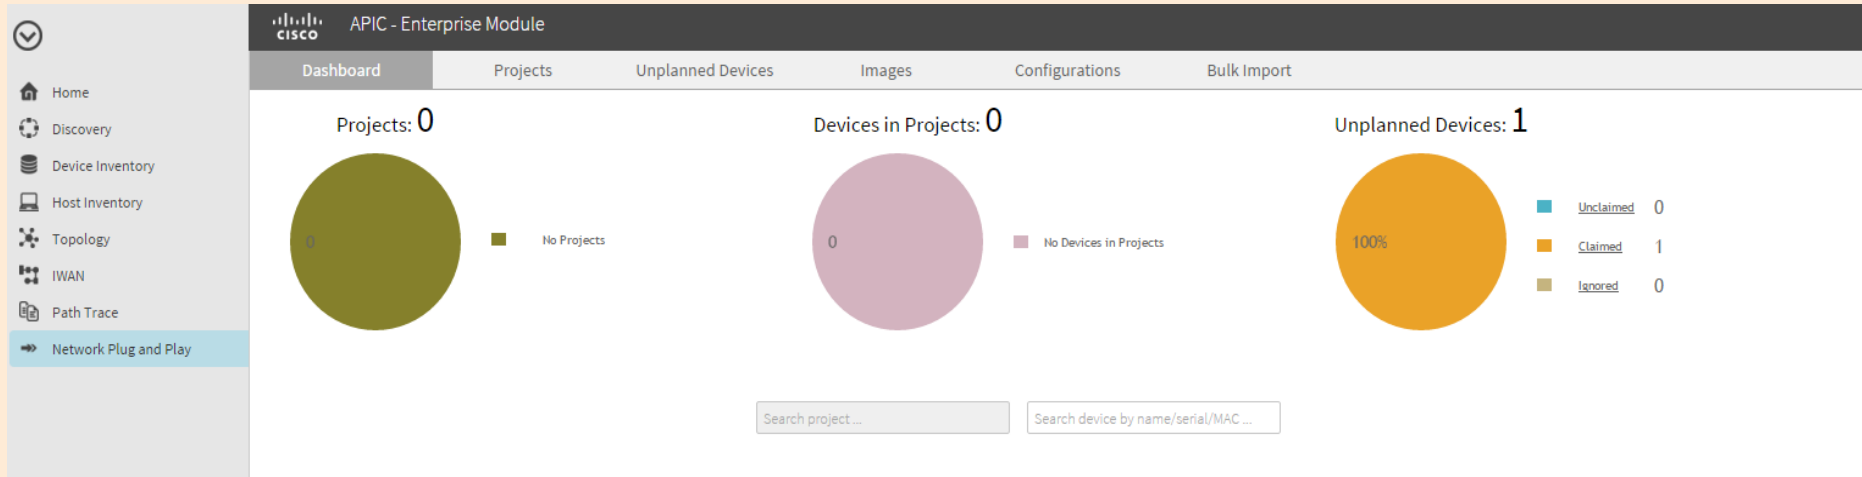 cisco APIC - Enterprise Module
Dashboard Projects Unplanned Devices Images Configurations Bulk Import
Home
Discovery
Device Inventory
Host Inventory
Topology
IWAN
Path Trace
Network Plug and Play
Projects: 0
0
No Projects
Devices in Projects: 0
0
No Devices in Projects
Unplanned Devices: 1
100%
Unclaimed 0
Claimed 1
Ignored 0
Search project ...
Search device by name/serial/MAC ...